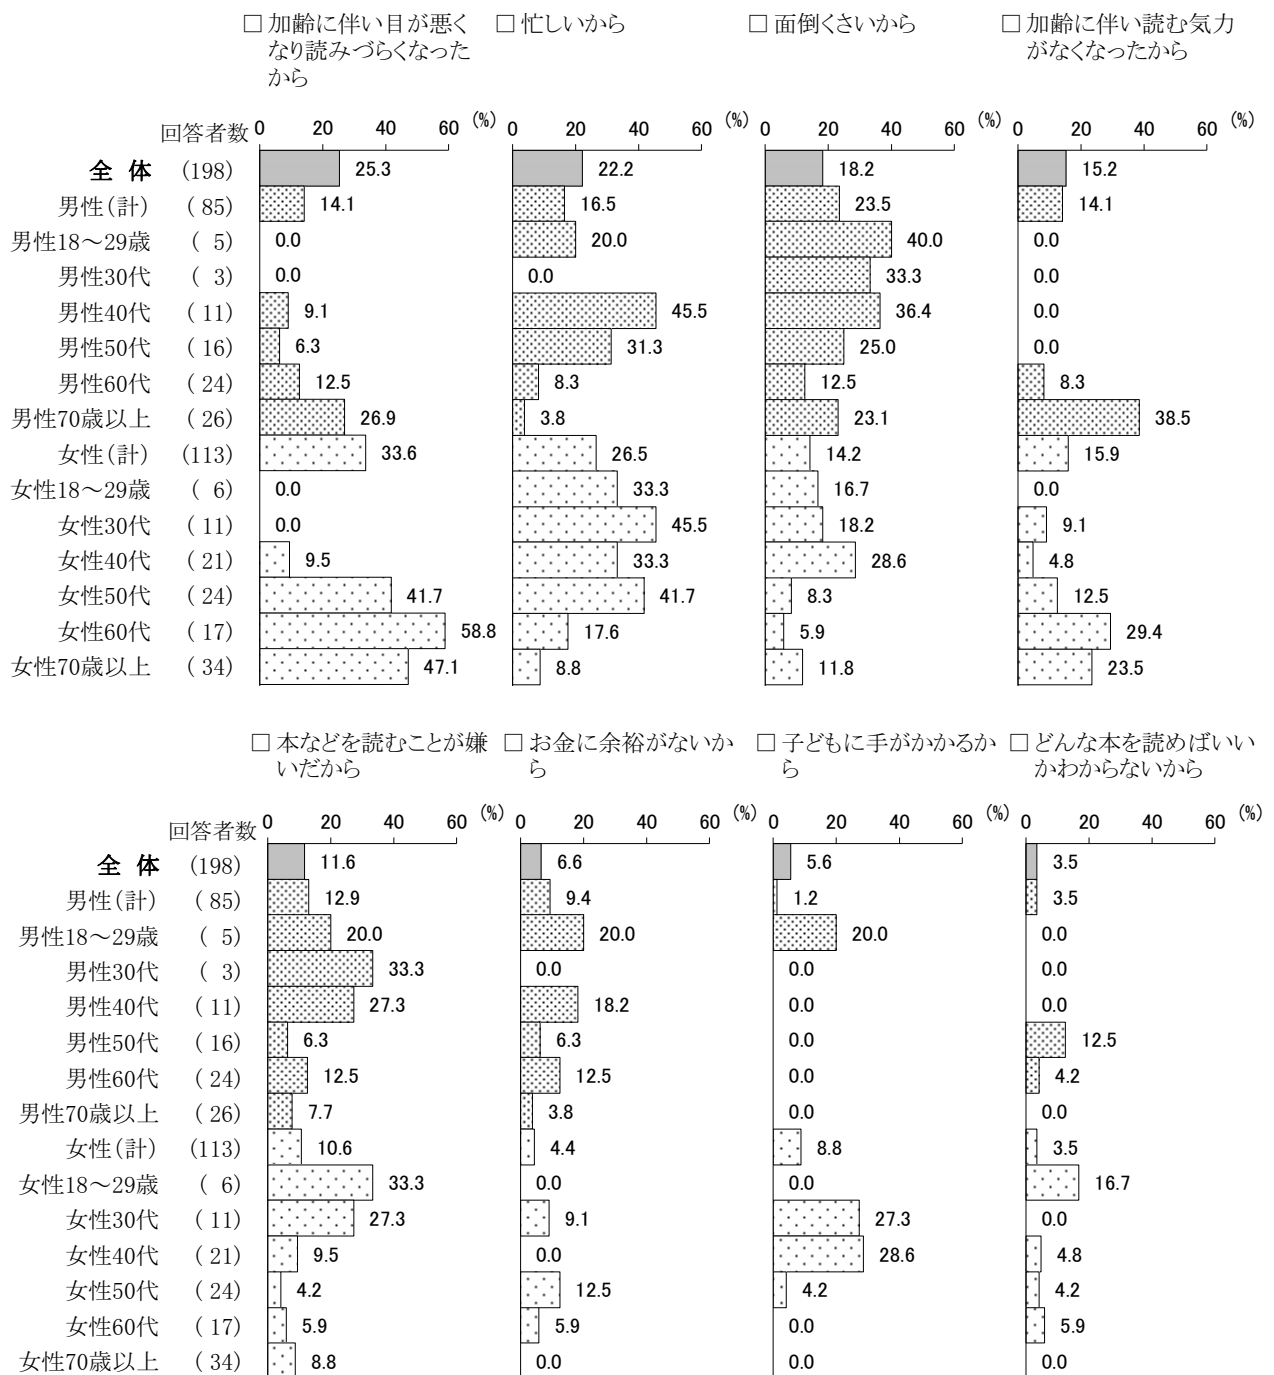 □ 加齢に伴い目が悪く □ 忙しいから □ 面倒くさいから □ 加齢に伴い読む気力
なり読みづらくなった がなくなったから
から
回答者数 0 20 40 60 (%) 0 20 40 60 (%) 0 20 40 60 (%) 0 20 40 60 (%)
全 体 (198) 25.3 22.2 18.2 15.2
男性(計) ( 85) 14.1 16.5 23.5 14.1
男性18～29歳 ( 5) 0.0 20.0 40.0 0.0
男性30代 ( 3) 0.0 0.0 33.3 0.0
男性40代 ( 11) 9.1 45.5 36.4 0.0
男性50代 ( 16) 6.3 31.3 25.0 0.0
男性60代 ( 24) 12.5 8.3 12.5 8.3
男性70歳以上 ( 26) 26.9 3.8 23.1 38.5
女性(計) (113) 33.6 26.5 14.2 15.9
女性18～29歳 ( 6) 0.0 33.3 16.7 0.0
女性30代 ( 11) 0.0 45.5 18.2 9.1
女性40代 ( 21) 9.5 33.3 28.6 4.8
女性50代 ( 24) 41.7 41.7 8.3 12.5
女性60代 ( 17) 58.8 17.6 5.9 29.4
女性70歳以上 ( 34) 47.1 8.8 11.8 23.5
□ 本などを読むことが嫌 □ お金に余裕がないか □ 子どもに手がかかるか □ どんな本を読めばいい
いだから ら ら かわからないから
回答者数 0 20 40 60 (%) 0 20 40 60 (%) 0 20 40 60 (%) 0 20 40 60 (%)
全 体 (198) 11.6 6.6 5.6 3.5
男性(計) ( 85) 12.9 9.4 1.2 3.5
男性18～29歳 ( 5) 20.0 20.0 20.0 0.0
男性30代 ( 3) 33.3 0.0 0.0 0.0
男性40代 ( 11) 27.3 18.2 0.0 0.0
男性50代 ( 16) 6.3 6.3 0.0 12.5
男性60代 ( 24) 12.5 12.5 0.0 4.2
男性70歳以上 ( 26) 7.7 3.8 0.0 0.0
女性(計) (113) 10.6 4.4 8.8 3.5
女性18～29歳 ( 6) 33.3 0.0 0.0 16.7
女性30代 ( 11) 27.3 9.1 27.3 0.0
女性40代 ( 21) 9.5 0.0 28.6 4.8
女性50代 ( 24) 4.2 12.5 4.2 4.2
女性60代 ( 17) 5.9 5.9 0.0 5.9
女性70歳以上 ( 34) 8.8 0.0 0.0 0.0